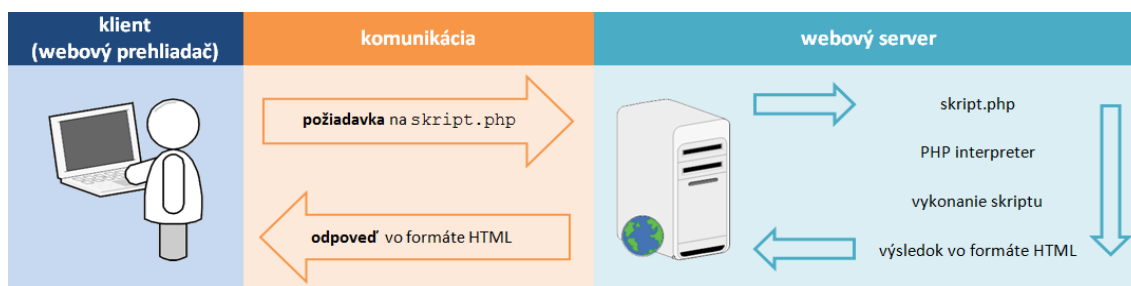 klient
(webový prehliadač)
komunikácia
webový server
požiadavka na skript.php
odpoveď vo formáte HTML
skript.php
PHP interpreter
vykonanie skriptu
výsledok vo formáte HTML